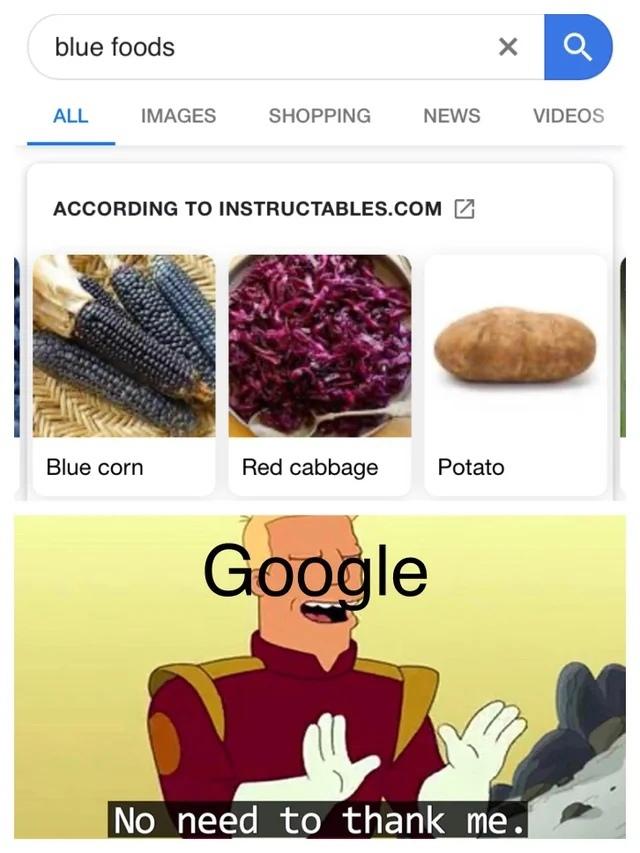 blue foods
ALL IMAGES SHOPPING NEWS VIDEOS
ACCORDING TO INSTRUCTABLES.COM
Blue corn Red cabbage Potato
Google
No need to thank me.